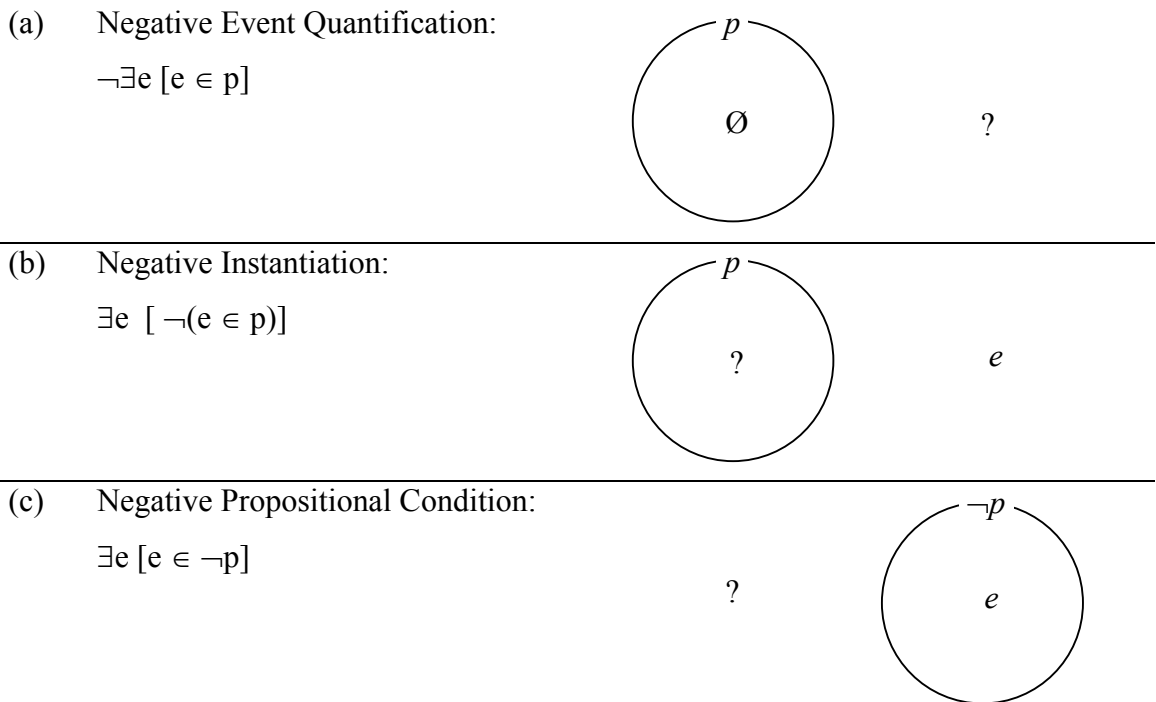 (a) Negative Event Quantification: p
¬∃e [e ∈ p]
Ø ?
(b) Negative Instantiation: p
∃e [ ¬(e ∈ p)]
? e
(c) Negative Propositional Condition: ¬p
∃e [e ∈ ¬p]
? e